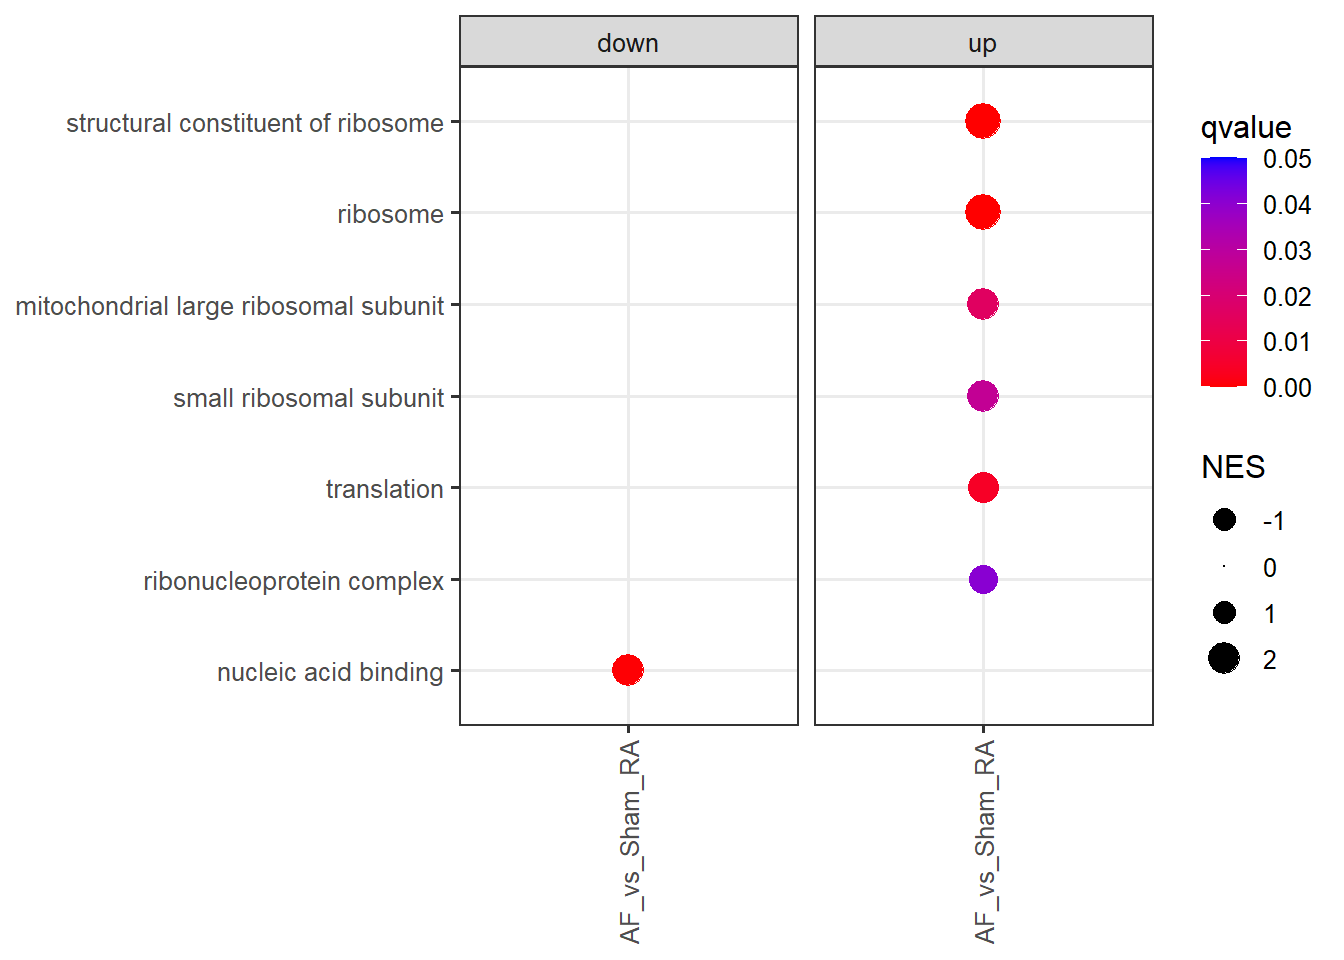 down
up
structural constituent of ribosome
ribosome
mitochondrial large ribosomal subunit
small ribosomal subunit
translation
ribonucleoprotein complex
nucleic acid binding
AF_vs_Sham_RA
AF_vs_Sham_RA
qvalue
0.05
0.04
0.03
0.02
0.01
0.00
NES
-1
0
1
2